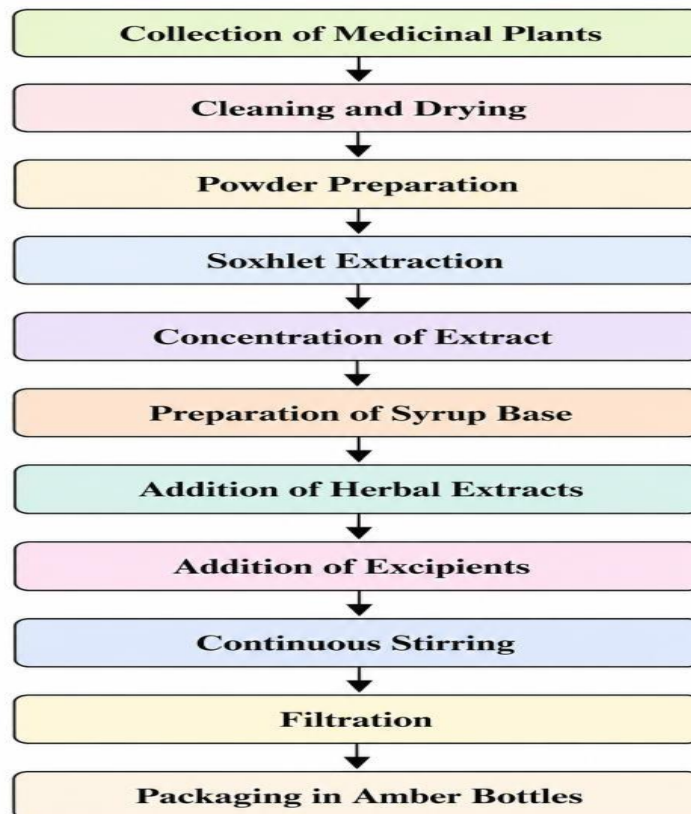 Collection of Medicinal Plants
Cleaning and Drying
Powder Preparation
Soxhlet Extraction
Concentration of Extract
Preparation of Syrup Base
Addition of Herbal Extracts
Addition of Excipients
Continuous Stirring
Filtration
Packaging in Amber Bottles